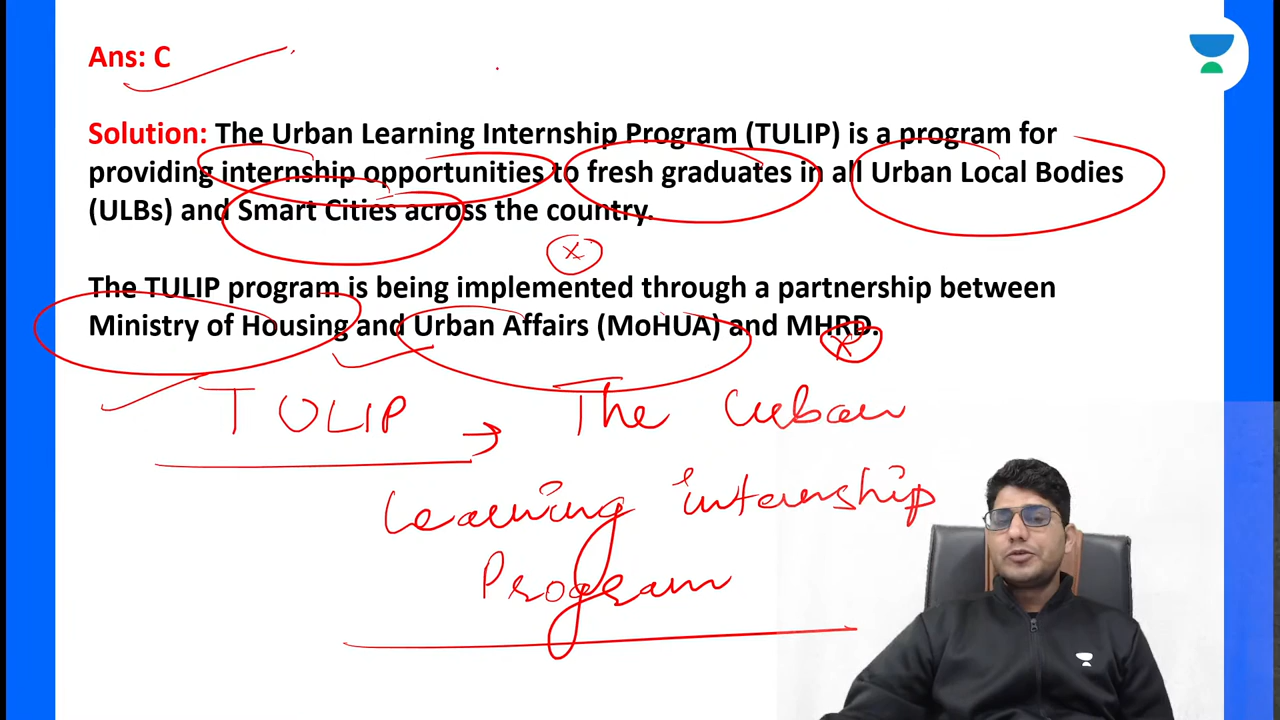 Ans: C
Solution: The Urban Learning Internship Program (TULIP) is a program for
providing internship opportunities to fresh graduates in all Urban Local Bodies
(ULBs) and Smart Cities across the country.
The TULIP program is being implemented through a partnership between
Ministry of Housing and Urban Affairs (MoHUA) and MHRD.
TULIP → The Urban
Learning internship
Program